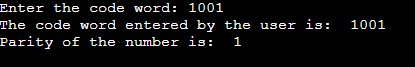 Enter the code word: 1001
The code word entered by the user is:  1001
Parity of the number is:  1